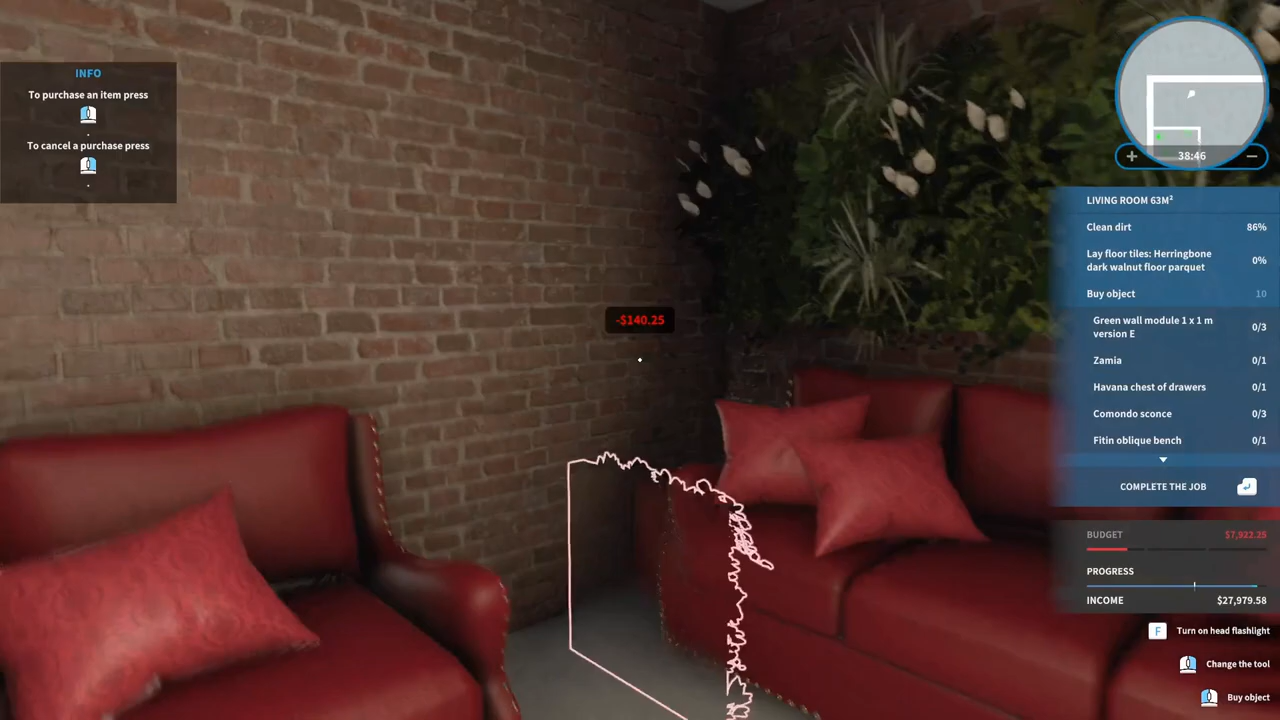 INFO
To purchase an item press
.
To cancel a purchase press
.
-$140.25
+ 38:46 −
LIVING ROOM 63M²
Clean dirt 86%
Lay floor tiles: Herringbone
dark walnut floor parquet 0%
Buy object 10
Green wall module 1 x 1 m
version E 0/3
Zamia 0/1
Havana chest of drawers 0/1
Comondo sconce 0/3
Fitin oblique bench 0/1
COMPLETE THE JOB
BUDGET $7,922.25
PROGRESS
INCOME $27,979.58
F Turn on head flashlight
Change the tool
Buy object